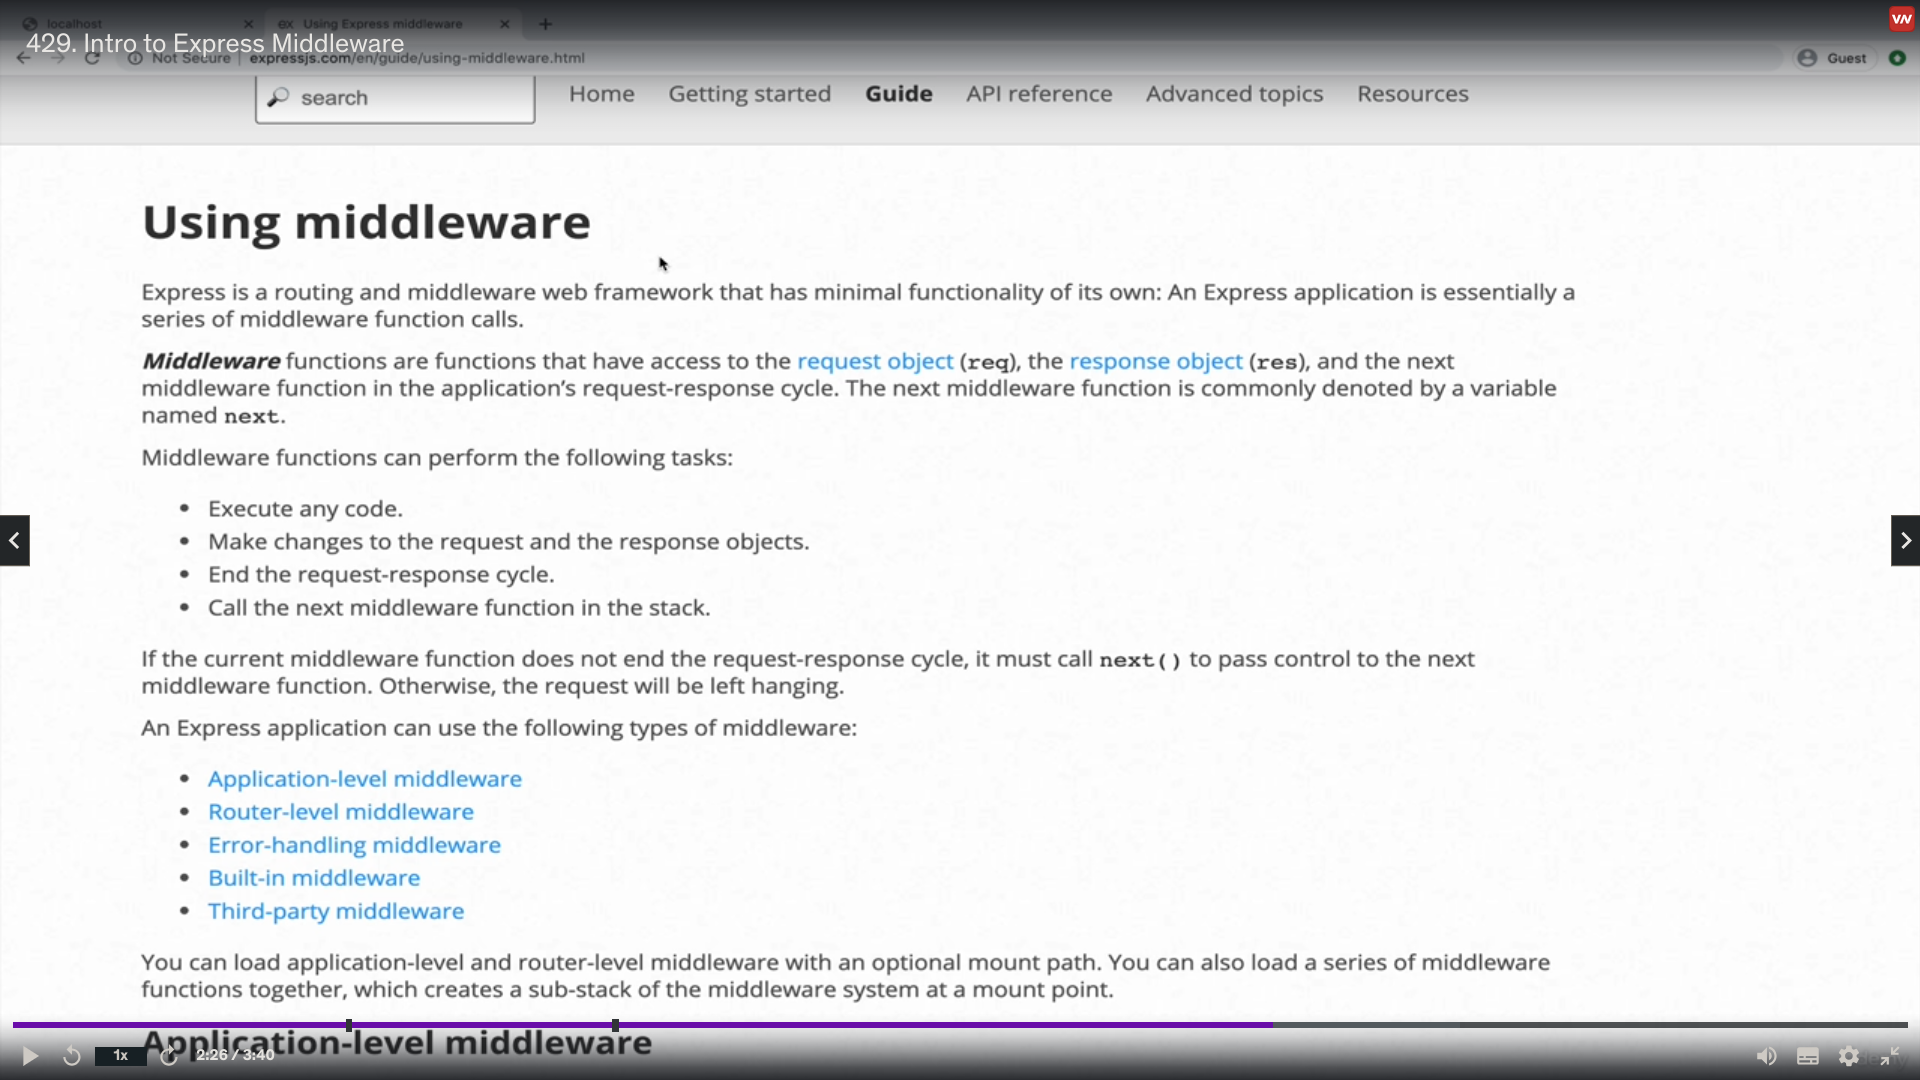 localhost
ex Using Express middleware
429. Intro to Express Middleware
Not Secure | expressjs.com/en/guide/using-middleware.html
Guest
search
Home Getting started Guide API reference Advanced topics Resources
Using middleware
Express is a routing and middleware web framework that has minimal functionality of its own: An Express application is essentially a
series of middleware function calls.
Middleware functions are functions that have access to the request object (req), the response object (res), and the next
middleware function in the application's request-response cycle. The next middleware function is commonly denoted by a variable
named next.
Middleware functions can perform the following tasks:
• Execute any code.
• Make changes to the request and the response objects.
• End the request-response cycle.
• Call the next middleware function in the stack.
If the current middleware function does not end the request-response cycle, it must call next() to pass control to the next
middleware function. Otherwise, the request will be left hanging.
An Express application can use the following types of middleware:
• Application-level middleware
• Router-level middleware
• Error-handling middleware
• Built-in middleware
• Third-party middleware
You can load application-level and router-level middleware with an optional mount path. You can also load a series of middleware
functions together, which creates a sub-stack of the middleware system at a mount point.
Application-level middleware
1x
2:26 / 3:40